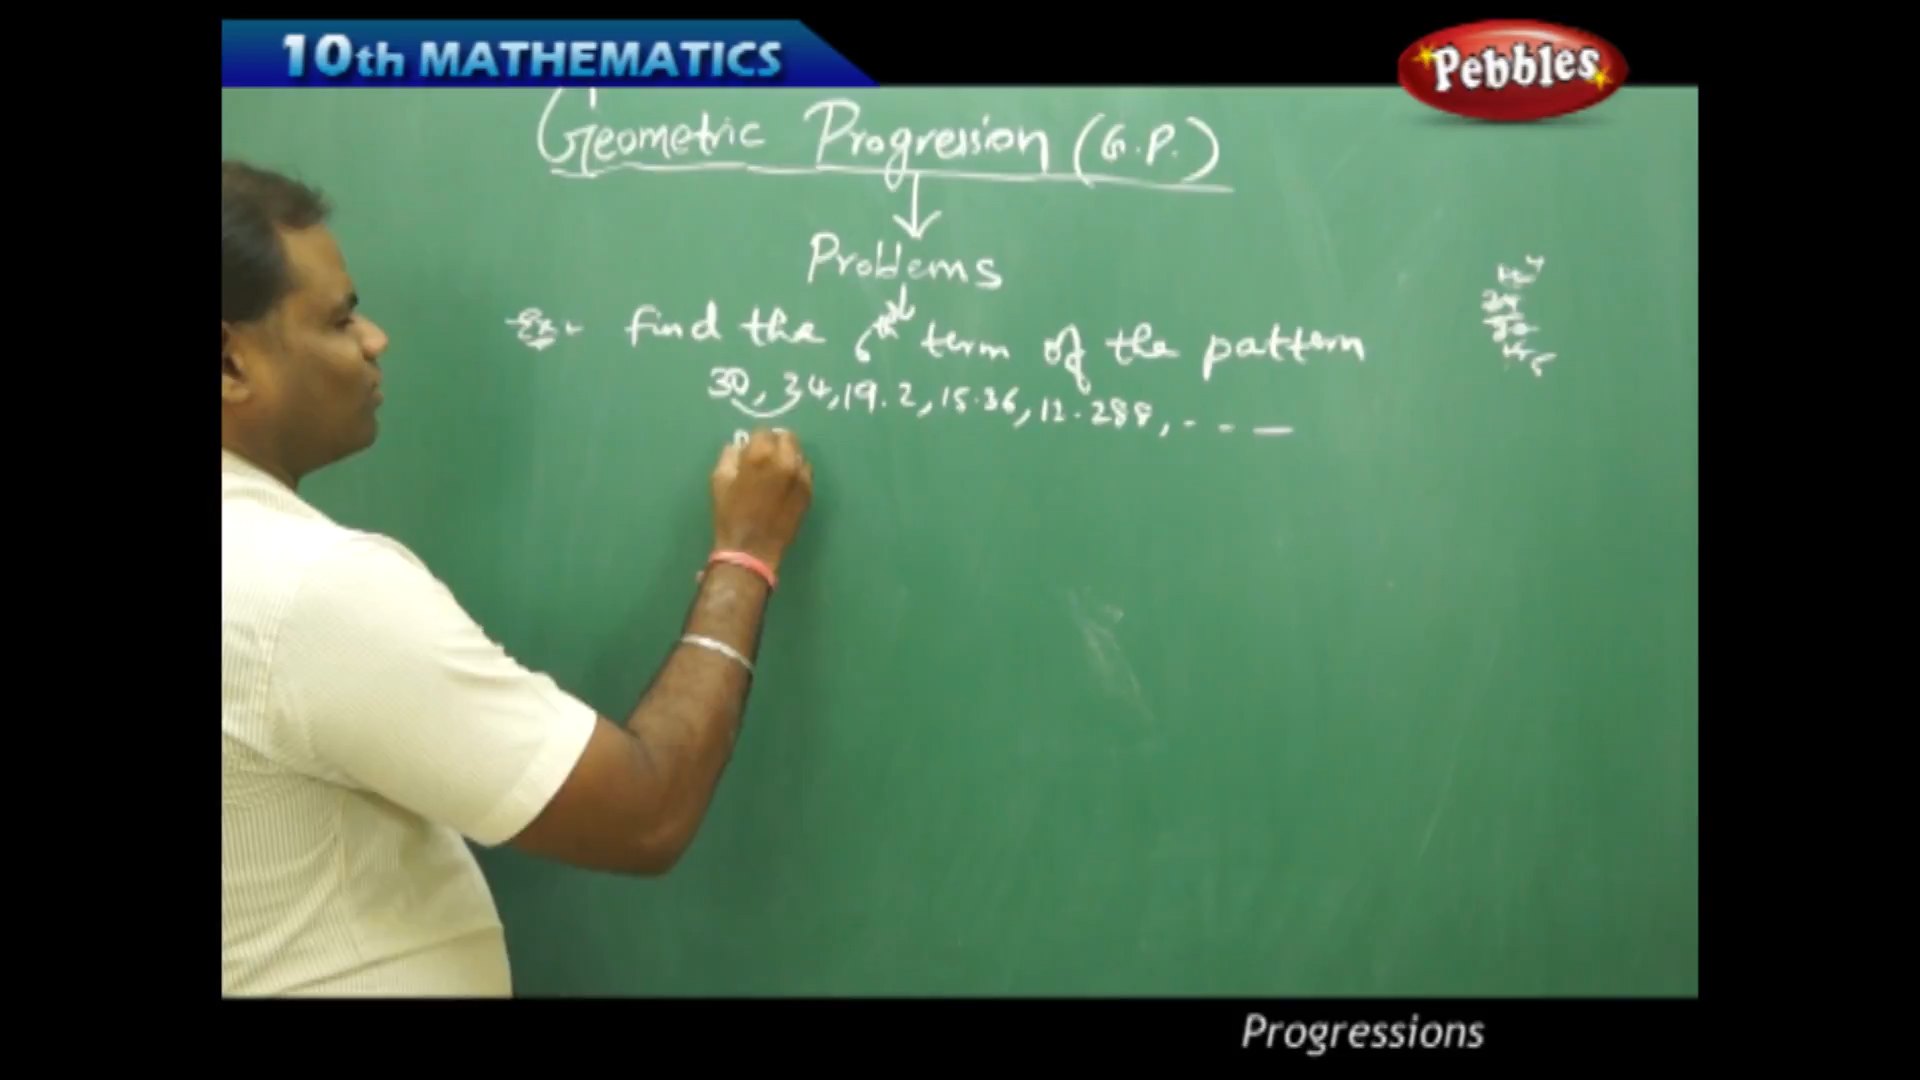 10th MATHEMATICS
Pebbles
Geometric Progression (G.P.)
Problems
Ex:- find the 6th term of the pattern
30, 24, 19.2, 15.36, 12.288, - - —
Progressions